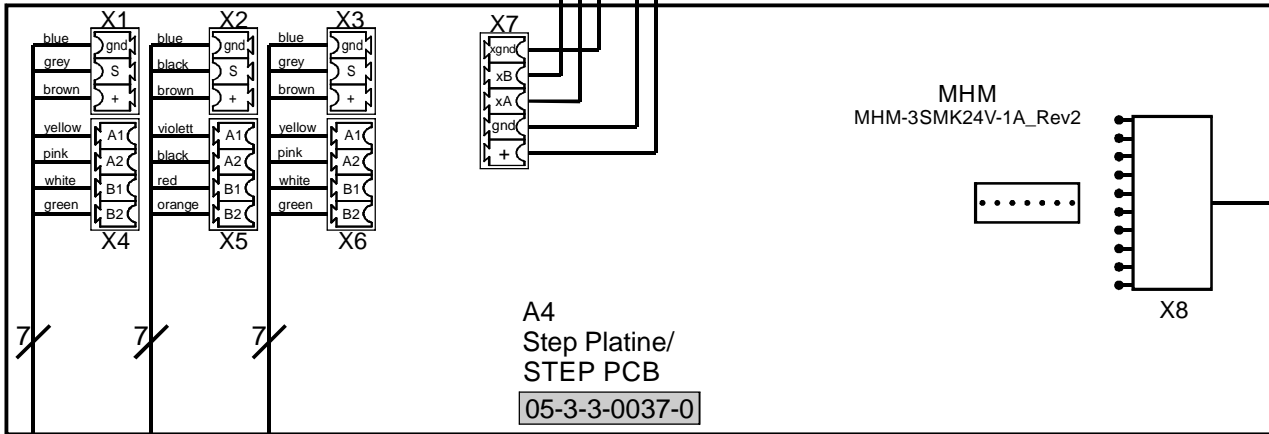 X1 X2 X3 X7
blue gnd blue gnd blue gnd xgnd
grey S black S grey S xB
brown + brown + brown + xA
yellow A1 violett A1 yellow A1 gnd
pink A2 black A2 pink A2 +
white B1 red B1 white B1
green B2 orange B2 green B2
X4 X5 X6
MHM
MHM-3SMK24V-1A_Rev2
X8
7 7 7
A4
Step Platine/
STEP PCB
05-3-3-0037-0